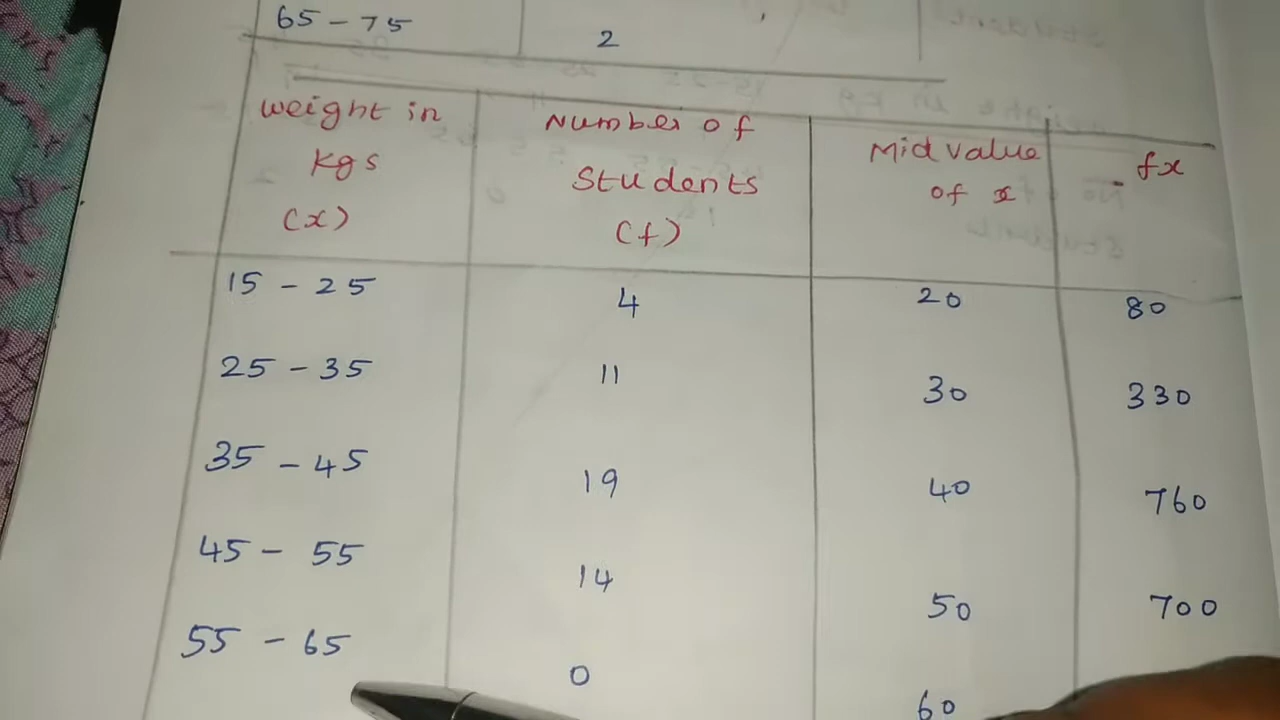 65 - 75 2
Weight in Number of Mid value fx
Kgs Students of x
(x) (f)
15 - 25 4 20 80
25 - 35 11 30 330
35 - 45 19 40 760
45 - 55 14 50 700
55 - 65 0 60